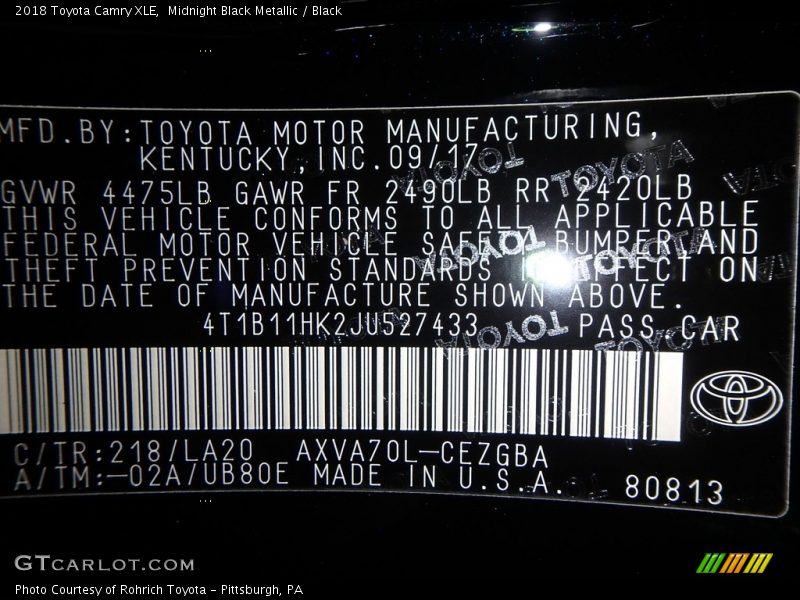 2018 Toyota Camry XLE,  Midnight Black Metallic / Black
MFD.BY:TOYOTA MOTOR MANUFACTURING,
KENTUCKY,INC.09/17
GVWR 4475LB GAWR FR 2490LB RR 2420LB
THIS VEHICLE CONFORMS TO ALL APPLICABLE
FEDERAL MOTOR VEHICLE SAFETY, BUMPER, AND
THEFT PREVENTION STANDARDS IN EFFECT ON
THE DATE OF MANUFACTURE SHOWN ABOVE.
4T1B11HK2JU527433 PASS.CAR
C/TR:218/LA20 AXVA70L-CEZGBA
A/TM:-02A/UB80E MADE IN U.S.A. 80813
GTCARLOT.COM
Photo Courtesy of Rohrich Toyota - Pittsburgh, PA